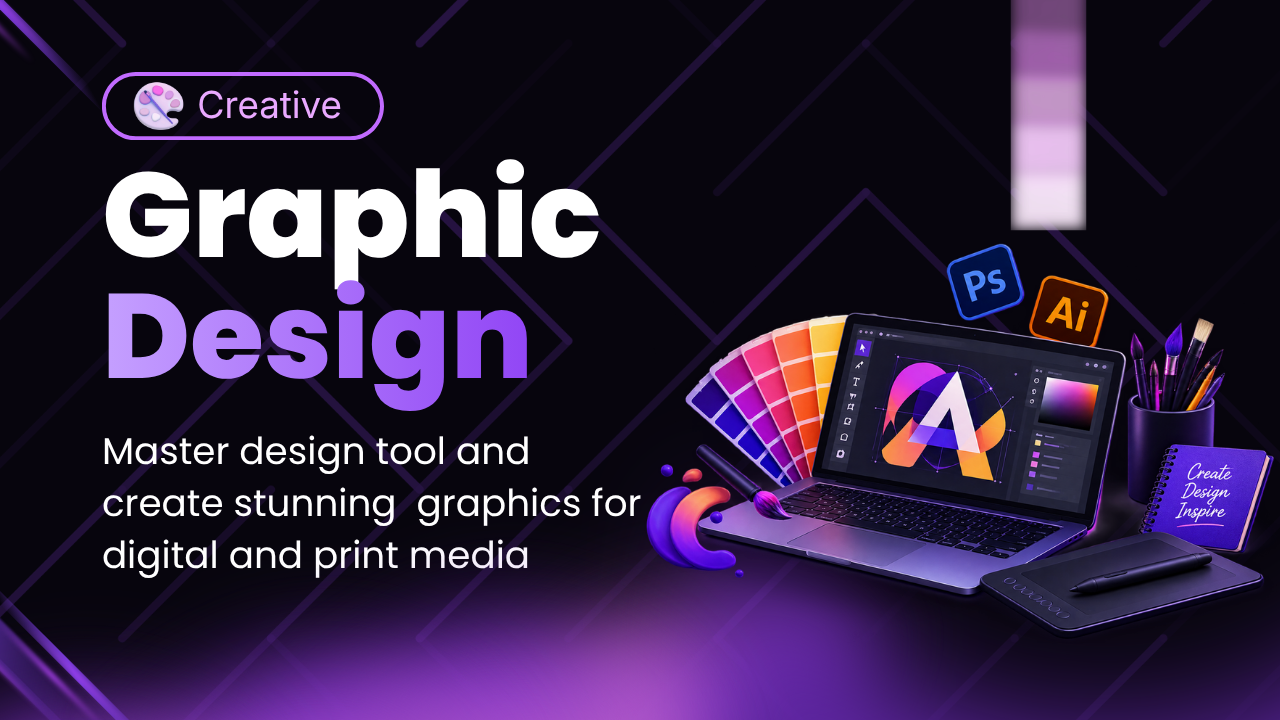 Creative
Graphic
Design
Master design tool and
create stunning  graphics for
digital and print media
Ps
Ai
Create
Design
Inspire